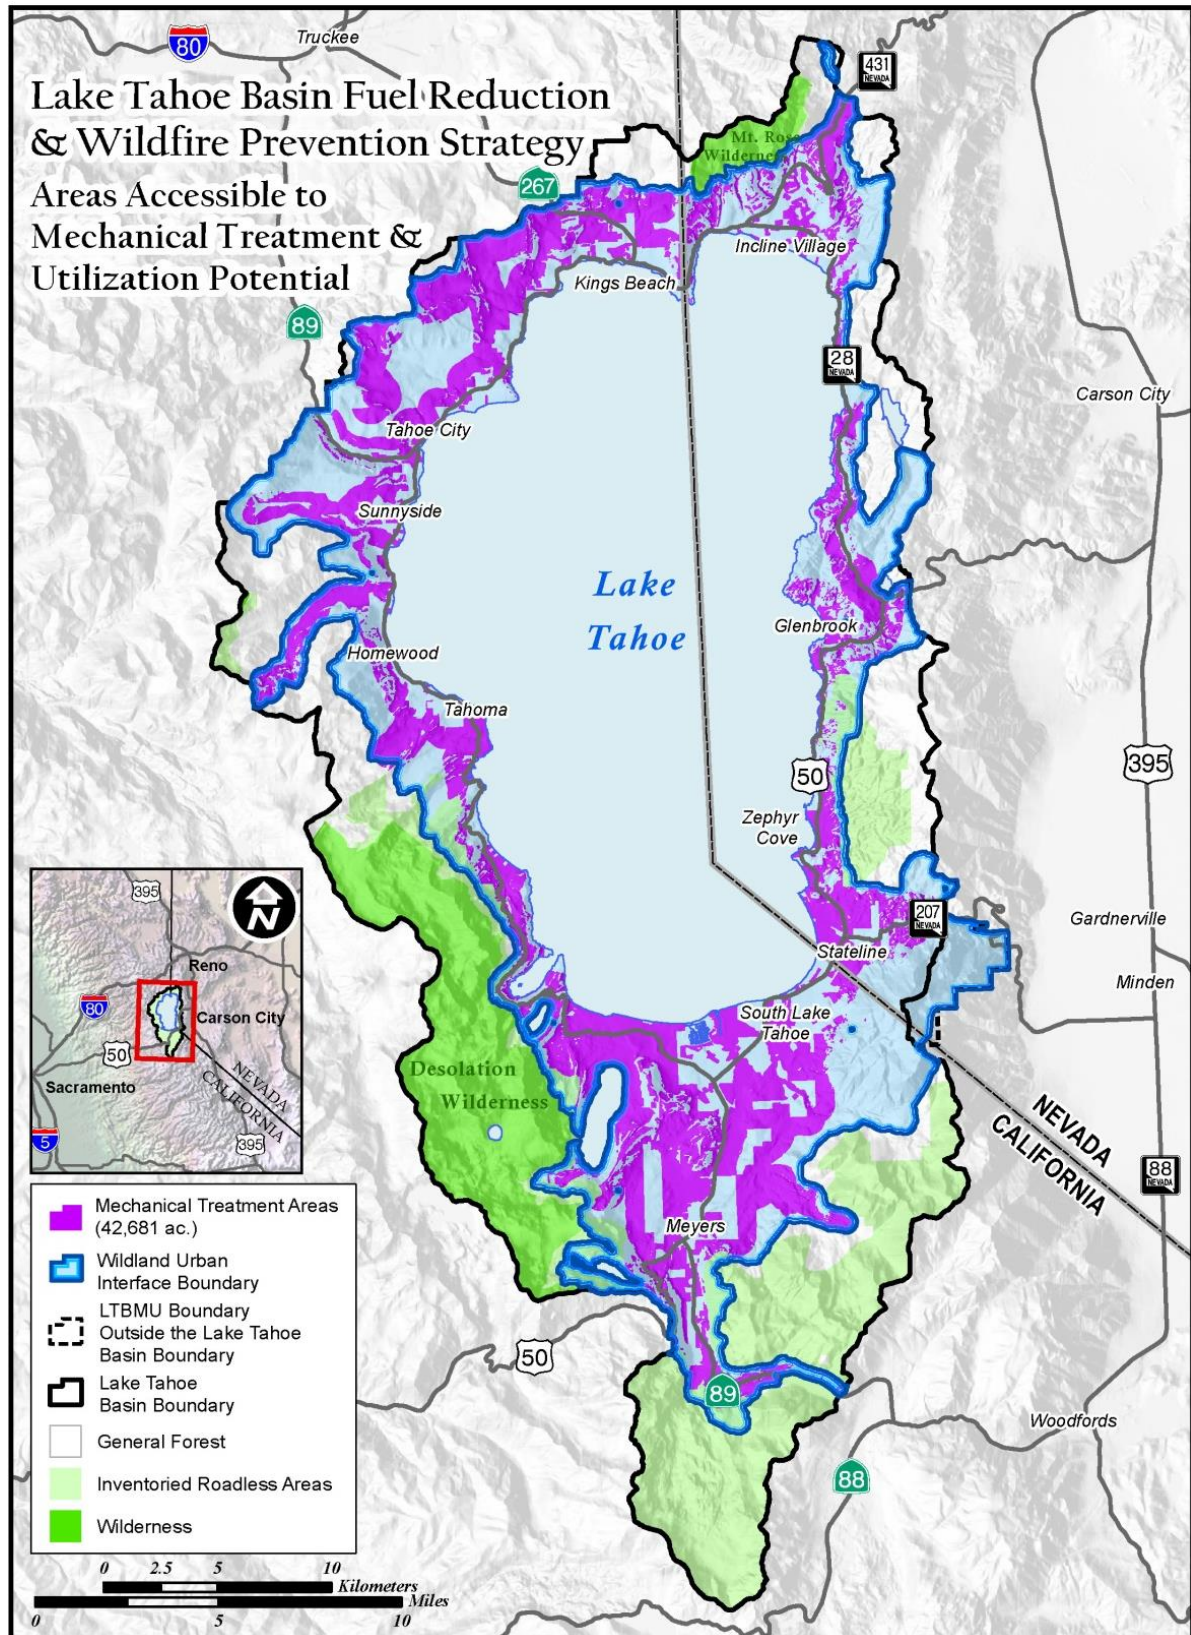 80
Truckee
431
NEVADA
Lake Tahoe Basin Fuel Reduction
& Wildfire Prevention Strategy
Areas Accessible to
Mechanical Treatment &
Utilization Potential
Mt. Rose
Wilderness
267
Incline Village
Kings Beach
89
28
NEVADA
Carson City
Tahoe City
Sunnyside
Lake
Tahoe
Glenbrook
Homewood
Tahoma
50
395
Zephyr
Cove
207
NEVADA
Gardnerville
Stateline
Minden
South Lake
Tahoe
Desolation
Wilderness
NEVADA
CALIFORNIA
88
NEVADA
Meyers
50
89
Woodfords
88
395
N
Reno
80
Carson City
50
Sacramento
NEVADA
CALIFORNIA
5
395
Mechanical Treatment Areas
(42,681 ac.)
Wildland Urban
Interface Boundary
LTBMU Boundary
Outside the Lake Tahoe
Basin Boundary
Lake Tahoe
Basin Boundary
General Forest
Inventoried Roadless Areas
Wilderness
0 2.5 5 10
Kilometers
Miles
0 5 10